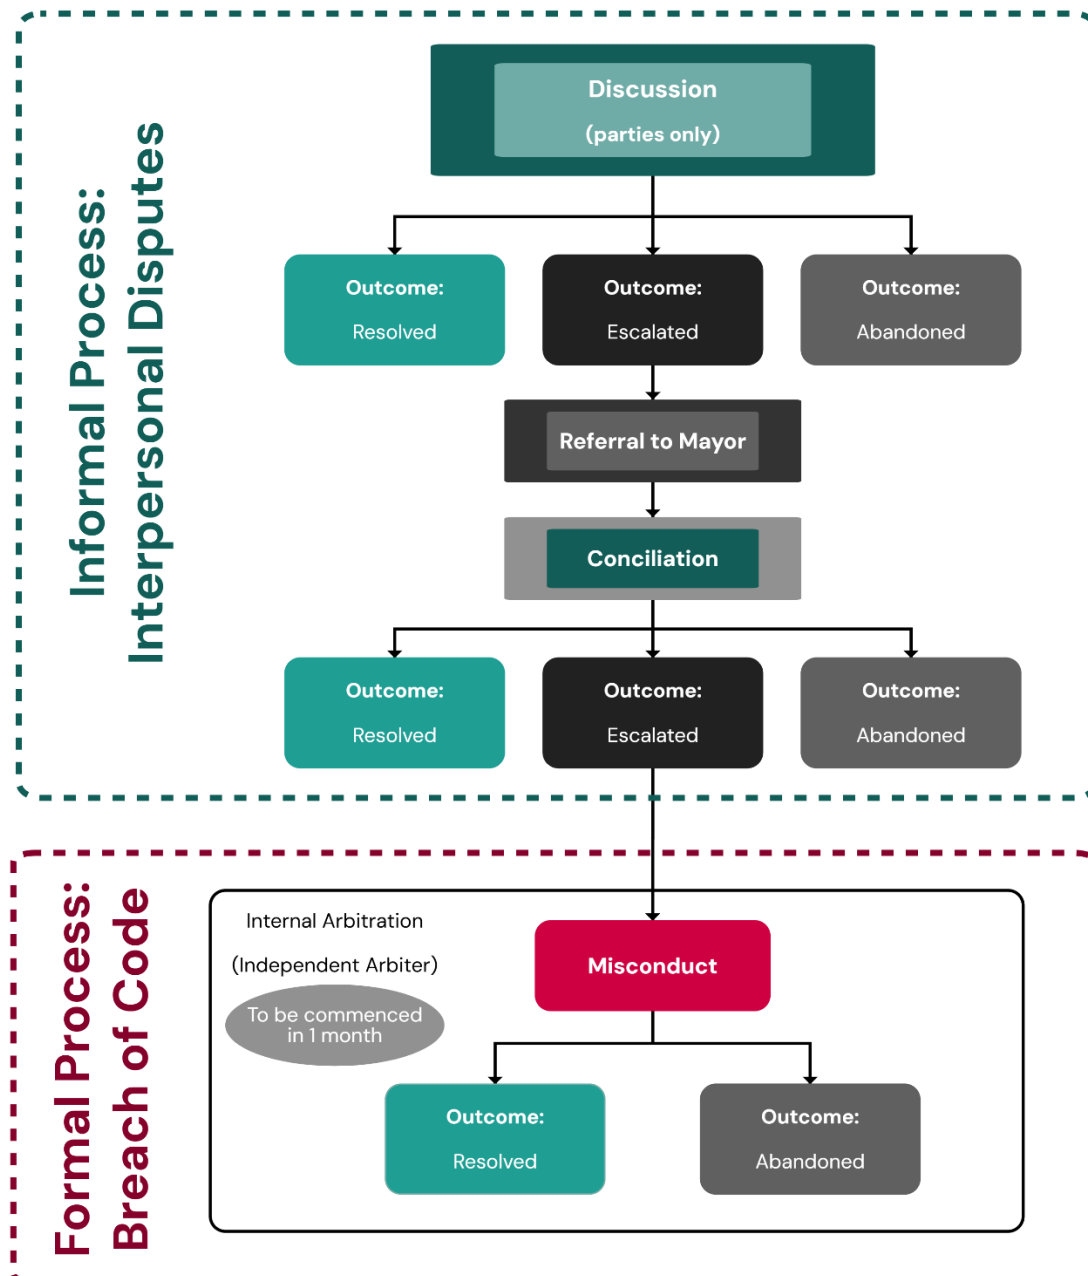 Informal Process:
Interpersonal Disputes
Discussion
(parties only)
Outcome:
Resolved
Outcome:
Escalated
Outcome:
Abandoned
Referral to Mayor
Conciliation
Outcome:
Resolved
Outcome:
Escalated
Outcome:
Abandoned
Formal Process:
Breach of Code
Internal Arbitration
(Independent Arbiter)
To be commenced
in 1 month
Misconduct
Outcome:
Resolved
Outcome:
Abandoned